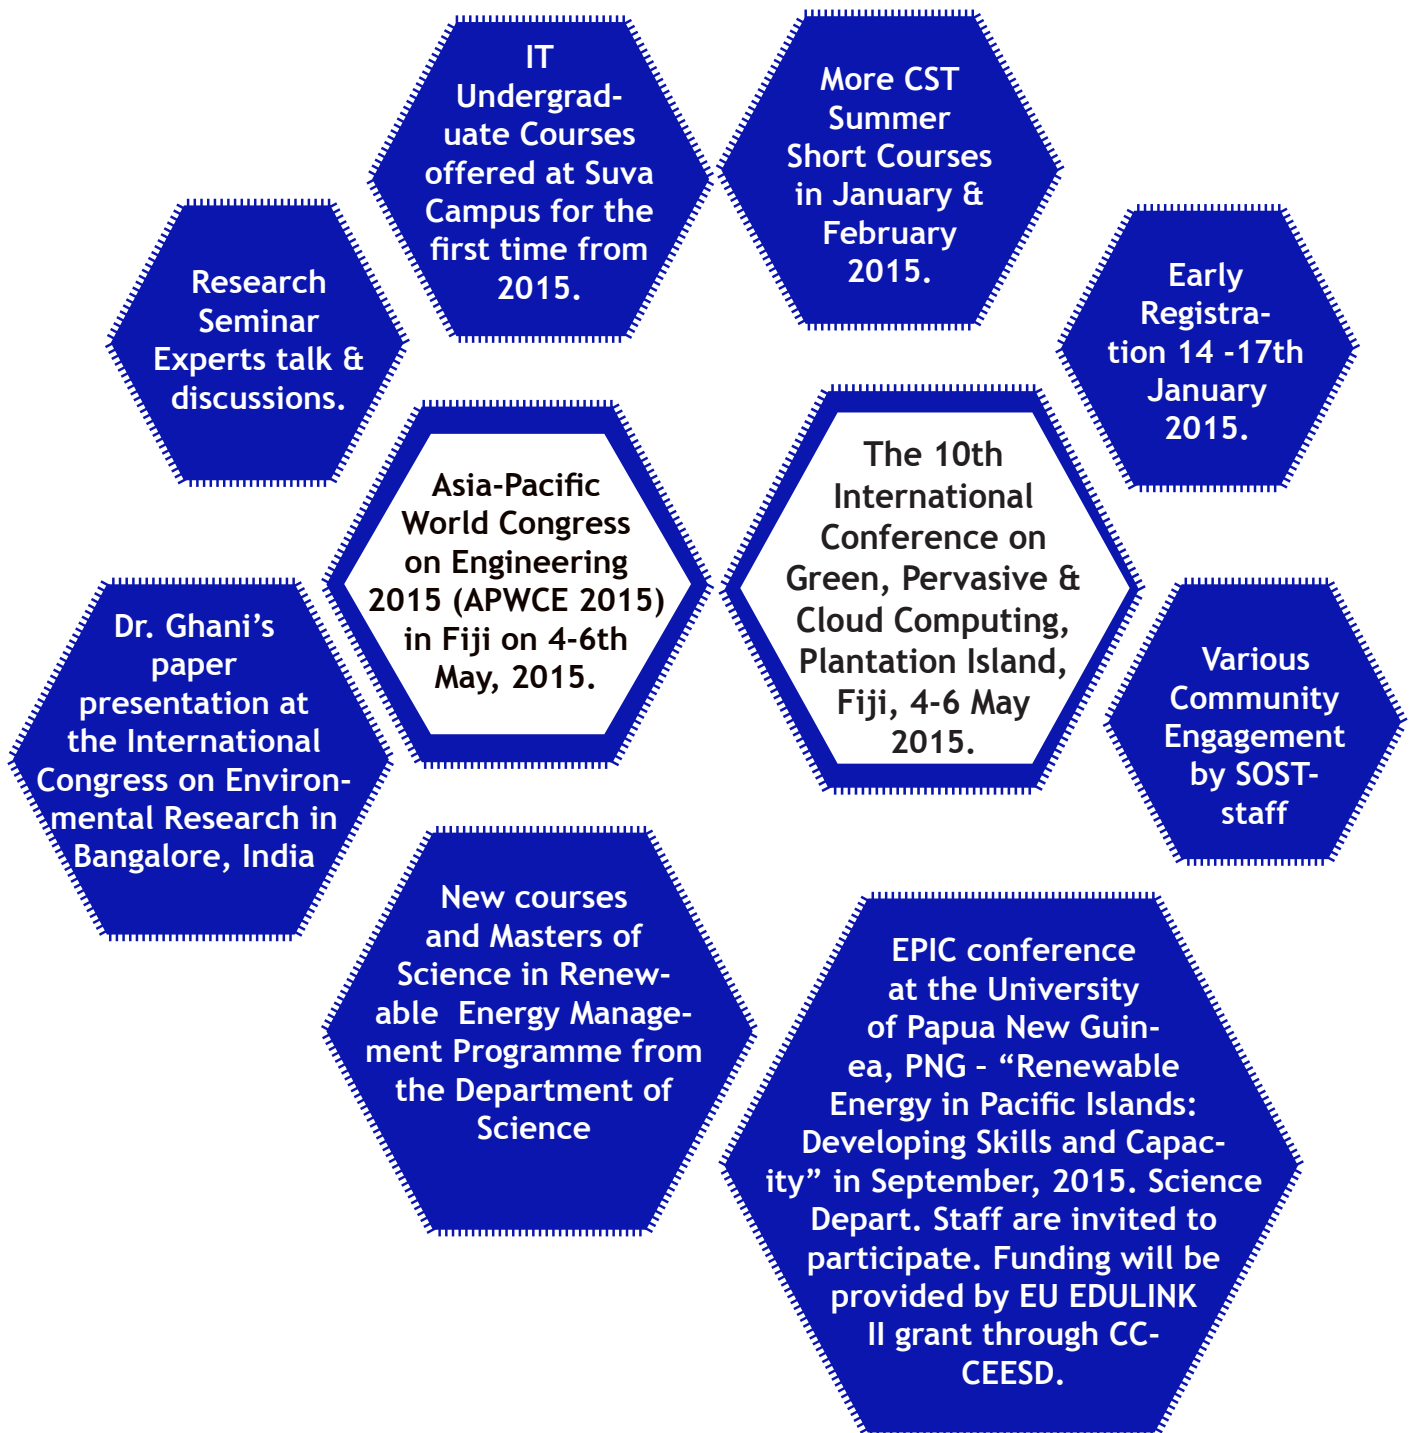 IT
Undergrad-
uate Courses
offered at Suva
Campus for the
first time from
2015.
More CST
Summer
Short Courses
in January &
February
2015.
Research
Seminar
Experts talk &
discussions.
Early
Registra-
tion 14 -17th
January
2015.
Asia-Pacific
World Congress
on Engineering
2015 (APWCE 2015)
in Fiji on 4-6th
May, 2015.
The 10th
International
Conference on
Green, Pervasive &
Cloud Computing,
Plantation Island,
Fiji, 4-6 May
2015.
Dr. Ghani’s
paper
presentation at
the International
Congress on Environ-
mental Research in
Bangalore, India
Various
Community
Engagement
by SOST-
staff
New courses
and Masters of
Science in Renew-
able  Energy Manage-
ment Programme from
the Department of
Science
EPIC conference
at the University
of Papua New Guin-
ea, PNG – “Renewable
Energy in Pacific Islands:
Developing Skills and Capac-
ity” in September, 2015. Science
Depart. Staff are invited to
participate. Funding will be
provided by EU EDULINK
II grant through CC-
CEESD.